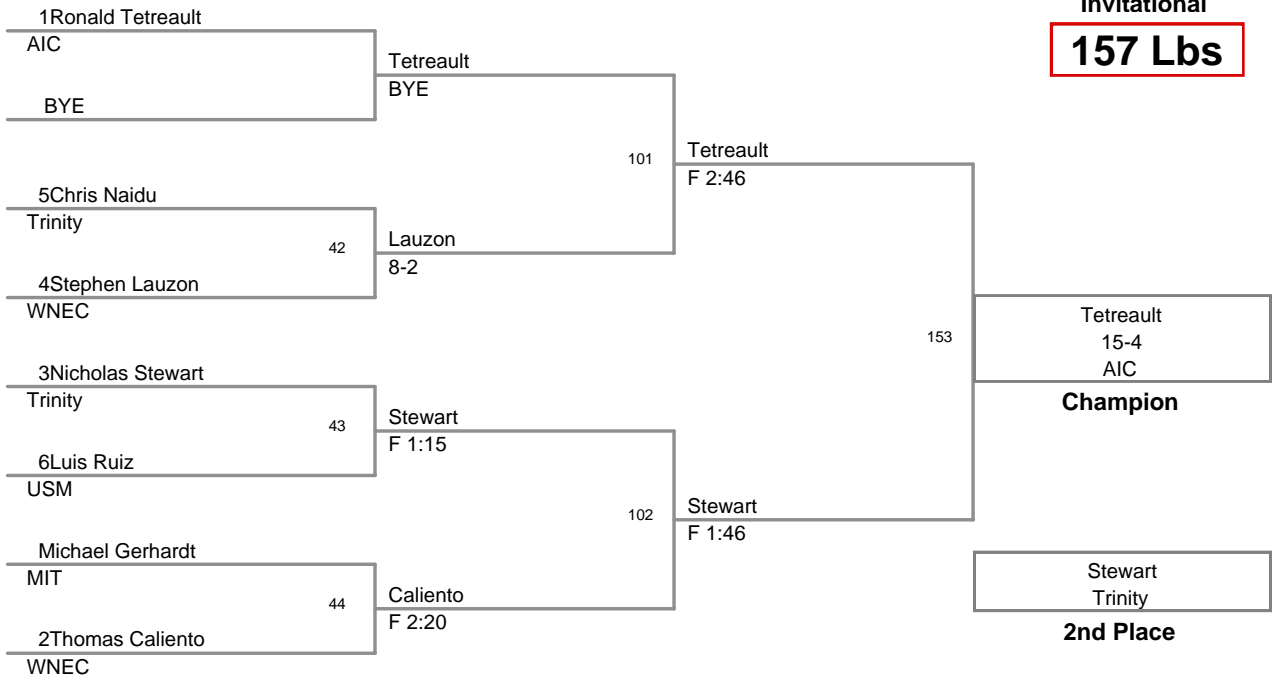 Invitational
157 Lbs
1Ronald Tetreault
AIC
BYE
Tetreault
BYE
5Chris Naidu
Trinity
42
4Stephen Lauzon
WNEC
Lauzon
8-2
101
Tetreault
F 2:46
3Nicholas Stewart
Trinity
43
6Luis Ruiz
USM
Stewart
F 1:15
Michael Gerhardt
MIT
44
2Thomas Caliento
WNEC
Caliento
F 2:20
102
Stewart
F 1:46
153
Tetreault
15-4
AIC
Champion
Stewart
Trinity
2nd Place